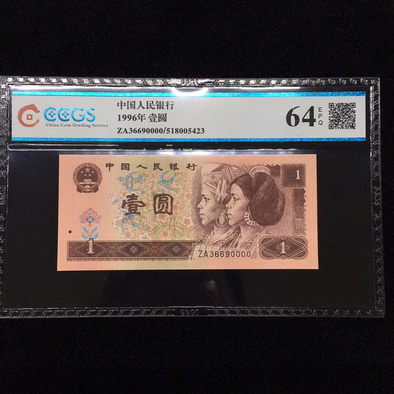 CCGS
China Coin Grading Service
中国人民银行
1996年 壹圆
ZA36690000/518005423
64
EPQ
中国人民银行
1
壹圆
ZA36690000
1
1